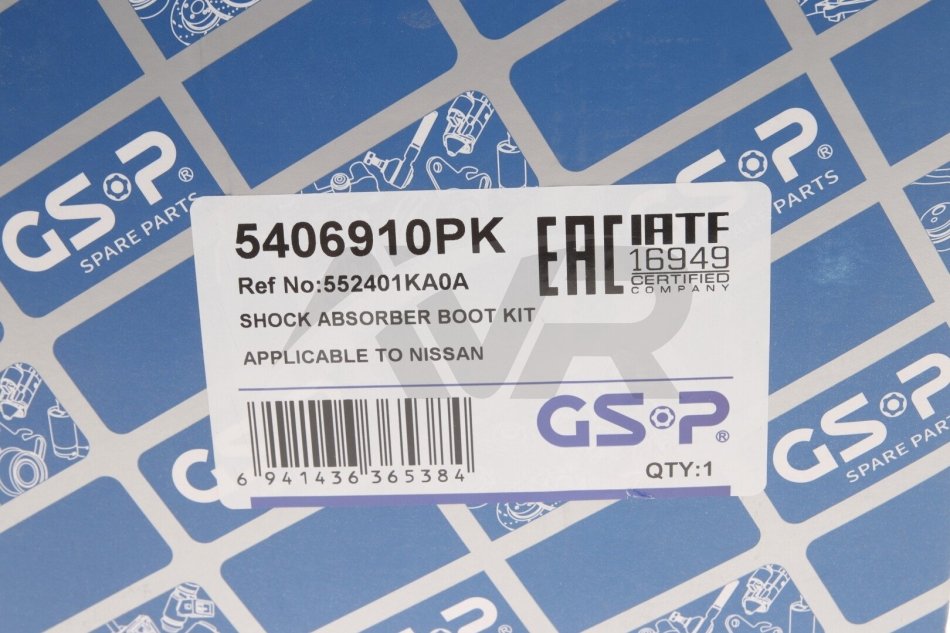 GSP®
SPARE PARTS
GSP®
SPARE PARTS
5406910PK
EAC
IATF
16949
CERTIFIED
COMPANY
Ref No:552401KA0A
SHOCK ABSORBER BOOT KIT
APPLICABLE TO NISSAN
VR
GSP®
6 941436 365384
QTY:1
GSP®
SPARE PARTS